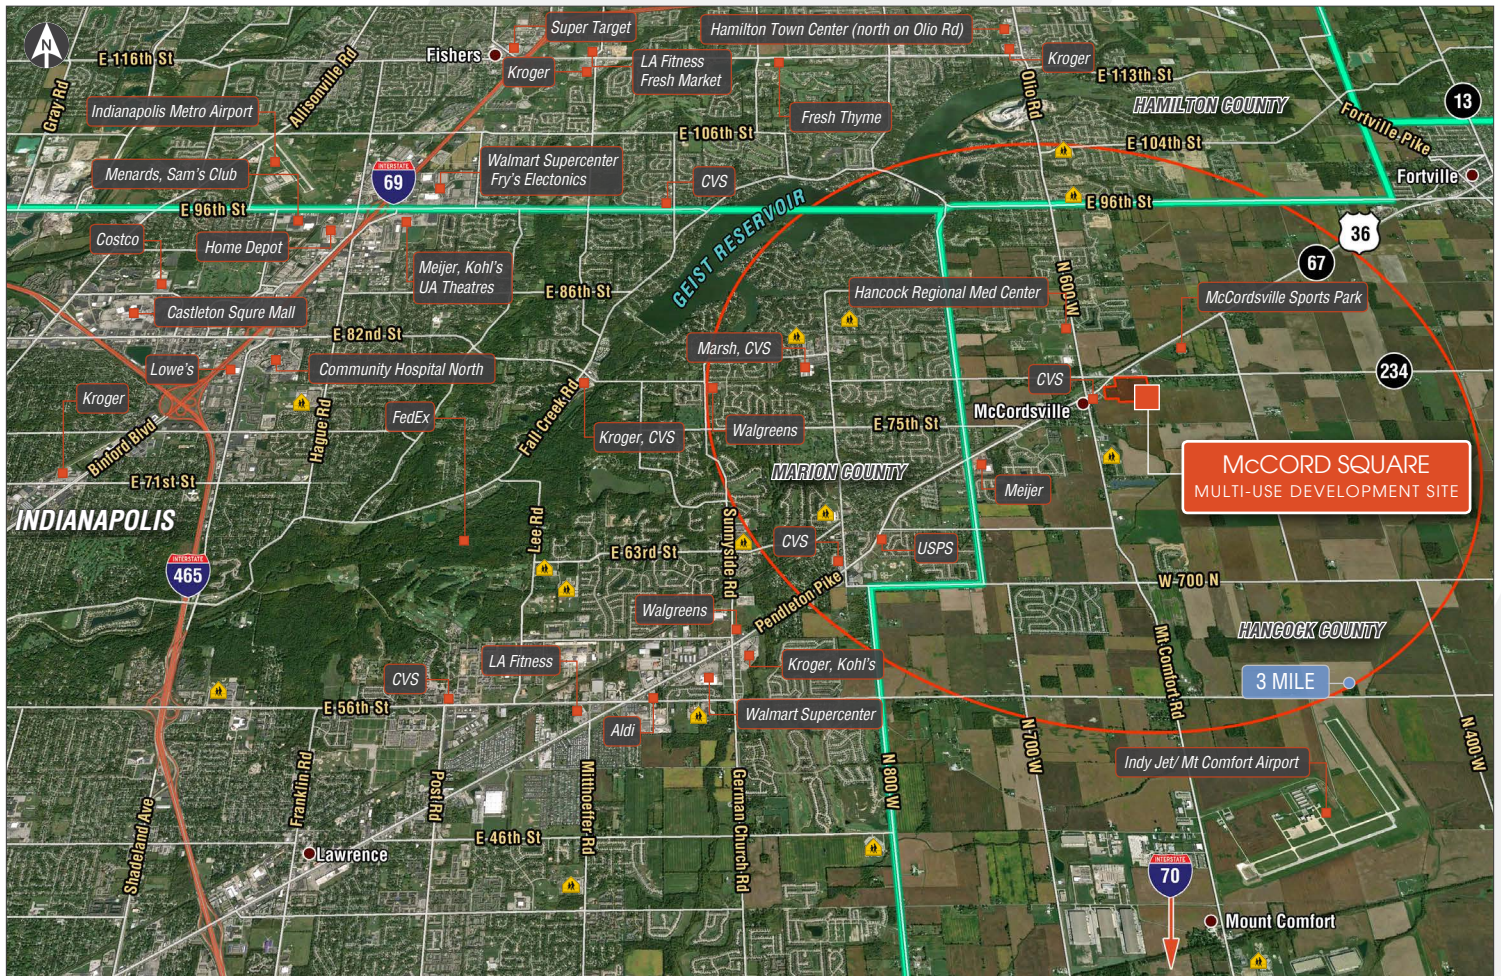 N
E 116th St
Gray Rd
Allisonville Rd
Fishers
Super Target
Kroger
LA Fitness
Fresh Market
Hamilton Town Center (north on Olio Rd)
Kroger
Olio Rd
E 113th St
HAMILTON COUNTY
13
Fortville Pike
Indianapolis Metro Airport
Fresh Thyme
E 106th St
E 104th St
Menards, Sam's Club
INTERSTATE
69
Walmart Supercenter
Fry's Electonics
CVS
Fortville
E 96th St
E 96th St
GEIST RESERVOIR
36
67
Costco
Home Depot
Meijer, Kohl's
UA Theatres
E 86th St
N 600 W
Hancock Regional Med Center
McCordsville Sports Park
Castleton Squre Mall
E 82nd St
Marsh, CVS
Lowe's
Community Hospital North
CVS
234
Kroger
Hague Rd
FedEx
Fall Creek Rd
McCordsville
Binford Blvd
Kroger, CVS
Walgreens
E 75th St
McCORD SQUARE
MULTI-USE DEVELOPMENT SITE
E 71st St
MARION COUNTY
Meijer
INDIANAPOLIS
Lee Rd
Sunnyside Rd
E 63rd St
CVS
USPS
INTERSTATE
465
W 700 N
Walgreens
Pendleton Pike
HANCOCK COUNTY
Mt Comfort Rd
LA Fitness
Kroger, Kohl's
CVS
3 MILE
E 56th St
Aldi
Walmart Supercenter
N 700 W
N 400 W
Indy Jet/ Mt Comfort Airport
Shadeland Ave
Franklin Rd
Post Rd
Mithoeffer Rd
German Church Rd
N 800 W
E 46th St
Lawrence
INTERSTATE
70
Mount Comfort